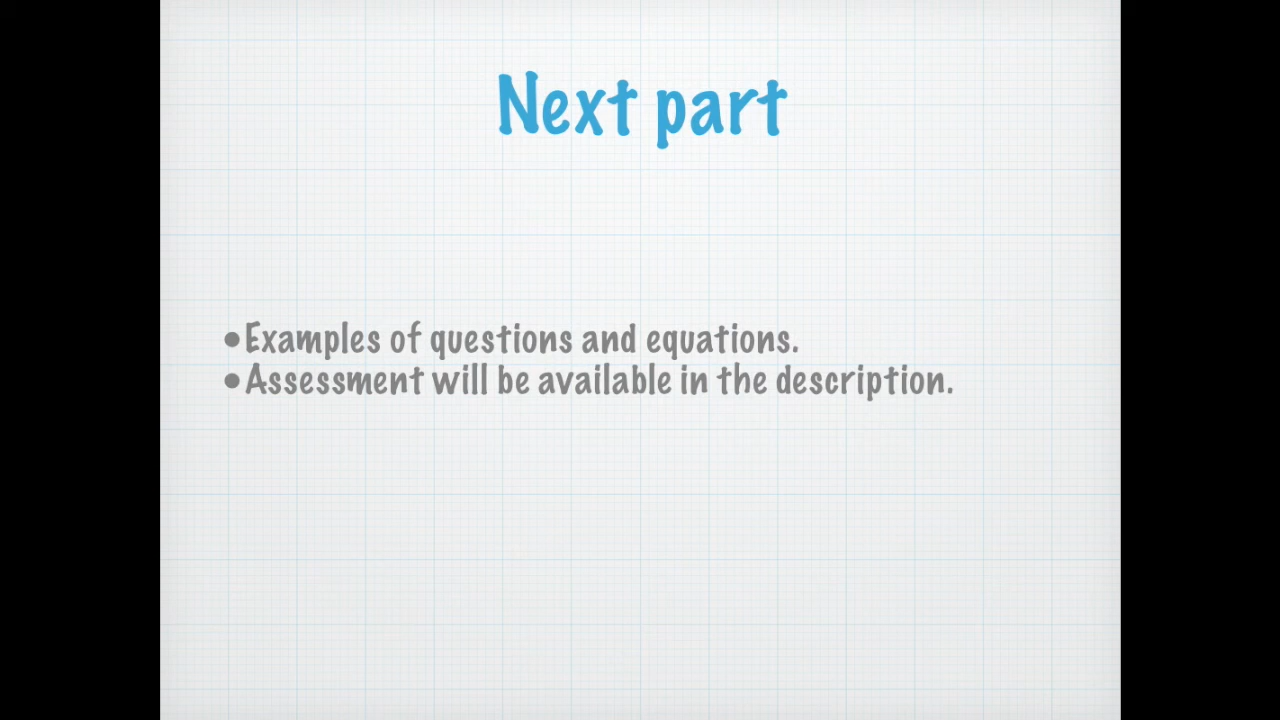 Next part
•Examples of questions and equations.
•Assessment will be available in the description.